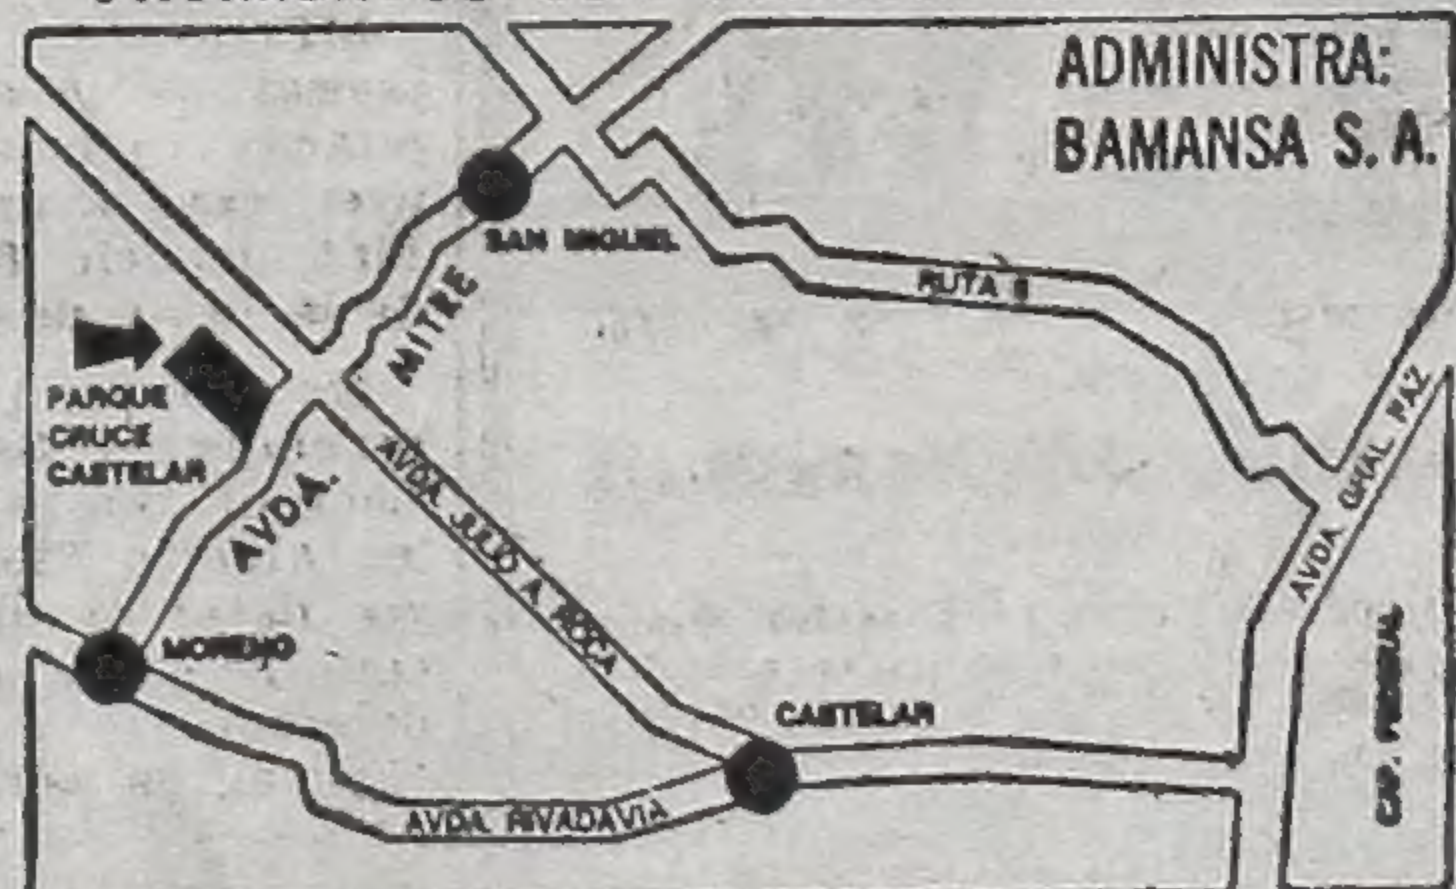 ADMINISTRA:
BAMANSA S. A.
SAN MIGUEL
RUTA 8
MITRE
PARQUE
CRUCE
CASTELAR
AVDA.
AVDA. JULIO A. ROCA
AVDA GRAL PAZ
MORENO
CASTELAR
CAP. FEDERAL
AVDA. RIVADAVIA